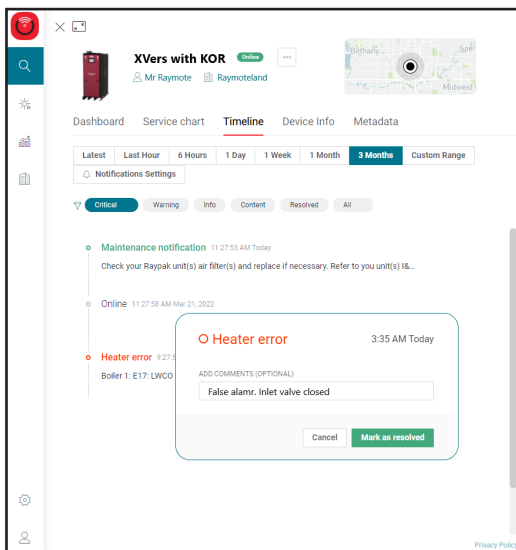 XVers with KOR Online
Mr Raymote Raymoteland
Bethany
Midwest
Dashboard Service chart Timeline Device Info Metadata
Latest Last Hour 6 Hours 1 Day 1 Week 1 Month 3 Months Custom Range
Notifications Settings
Critical Warning Info Content Resolved All
Maintenance notification 11:27:53 AM Today
Check your Raypak unit(s) air filter(s) and replace if necessary. Refer to you unit(s) I&...
Online 11:27:58 AM Mar 21, 2022
Heater error 9:27:5
Boiler 1: E17: LWCO
Heater error 3:35 AM Today
ADD COMMENTS (OPTIONAL)
False alamr. Inlet valve closed
Cancel Mark as resolved
Privacy Policy